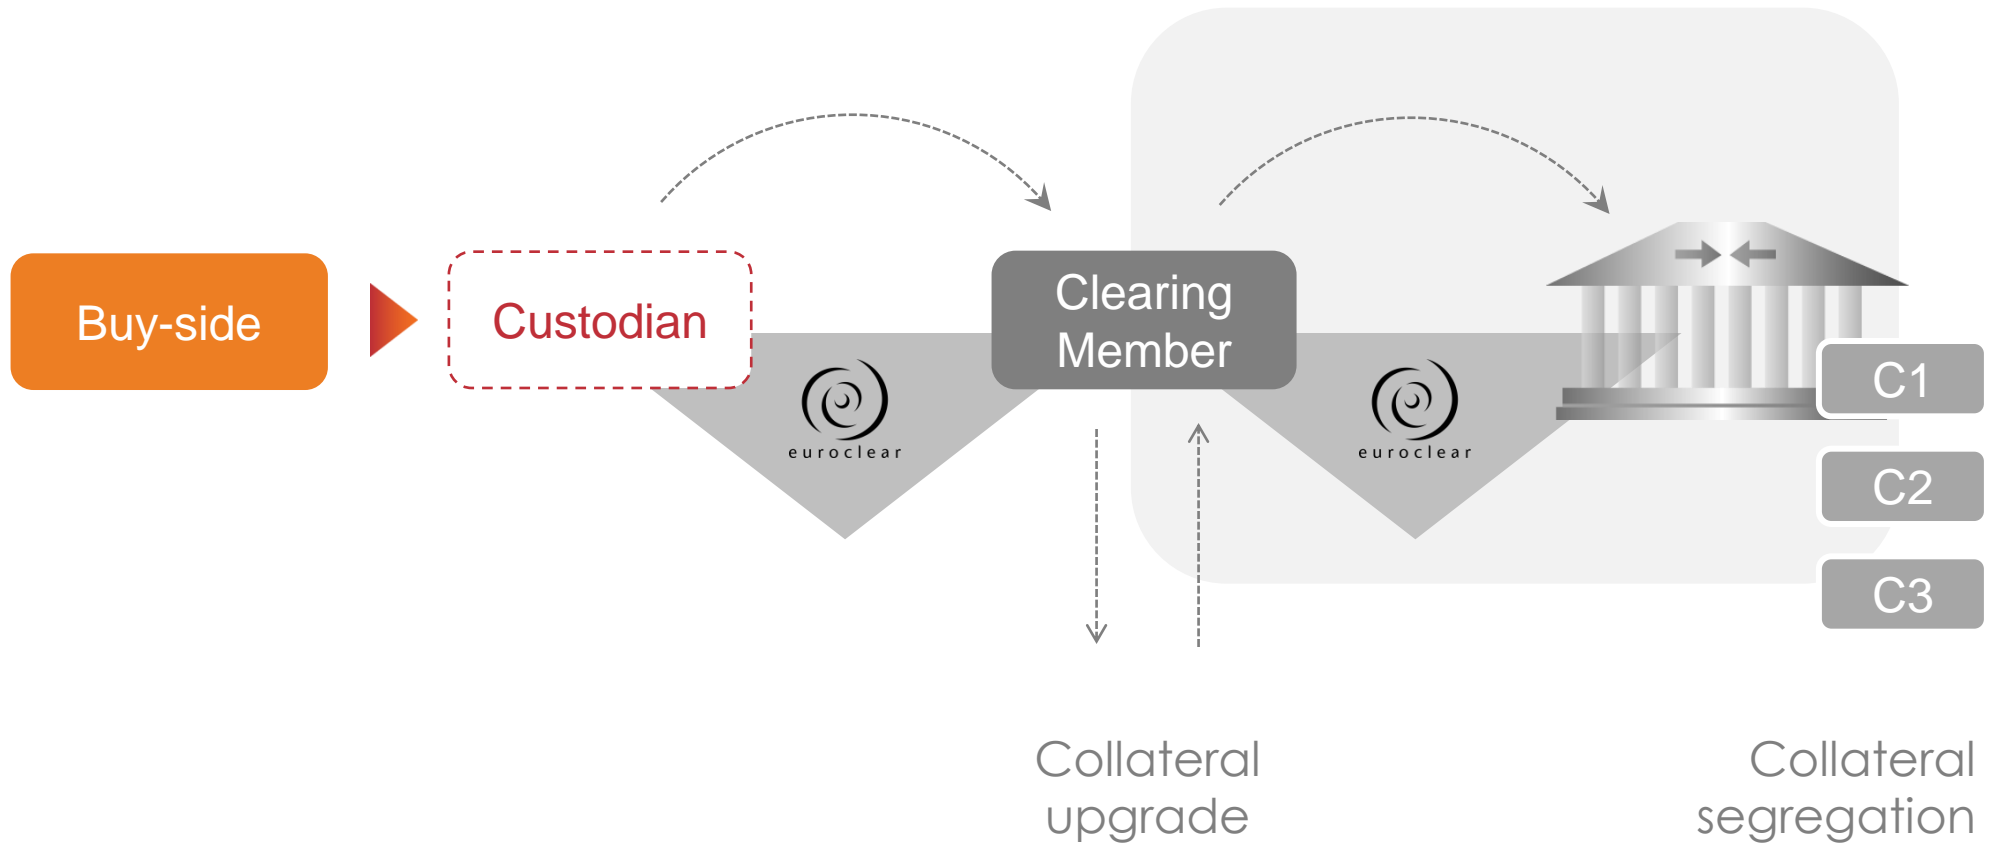 Buy-side
Custodian
Clearing
Member
euroclear
euroclear
C1
C2
C3
Collateral
upgrade
Collateral
segregation